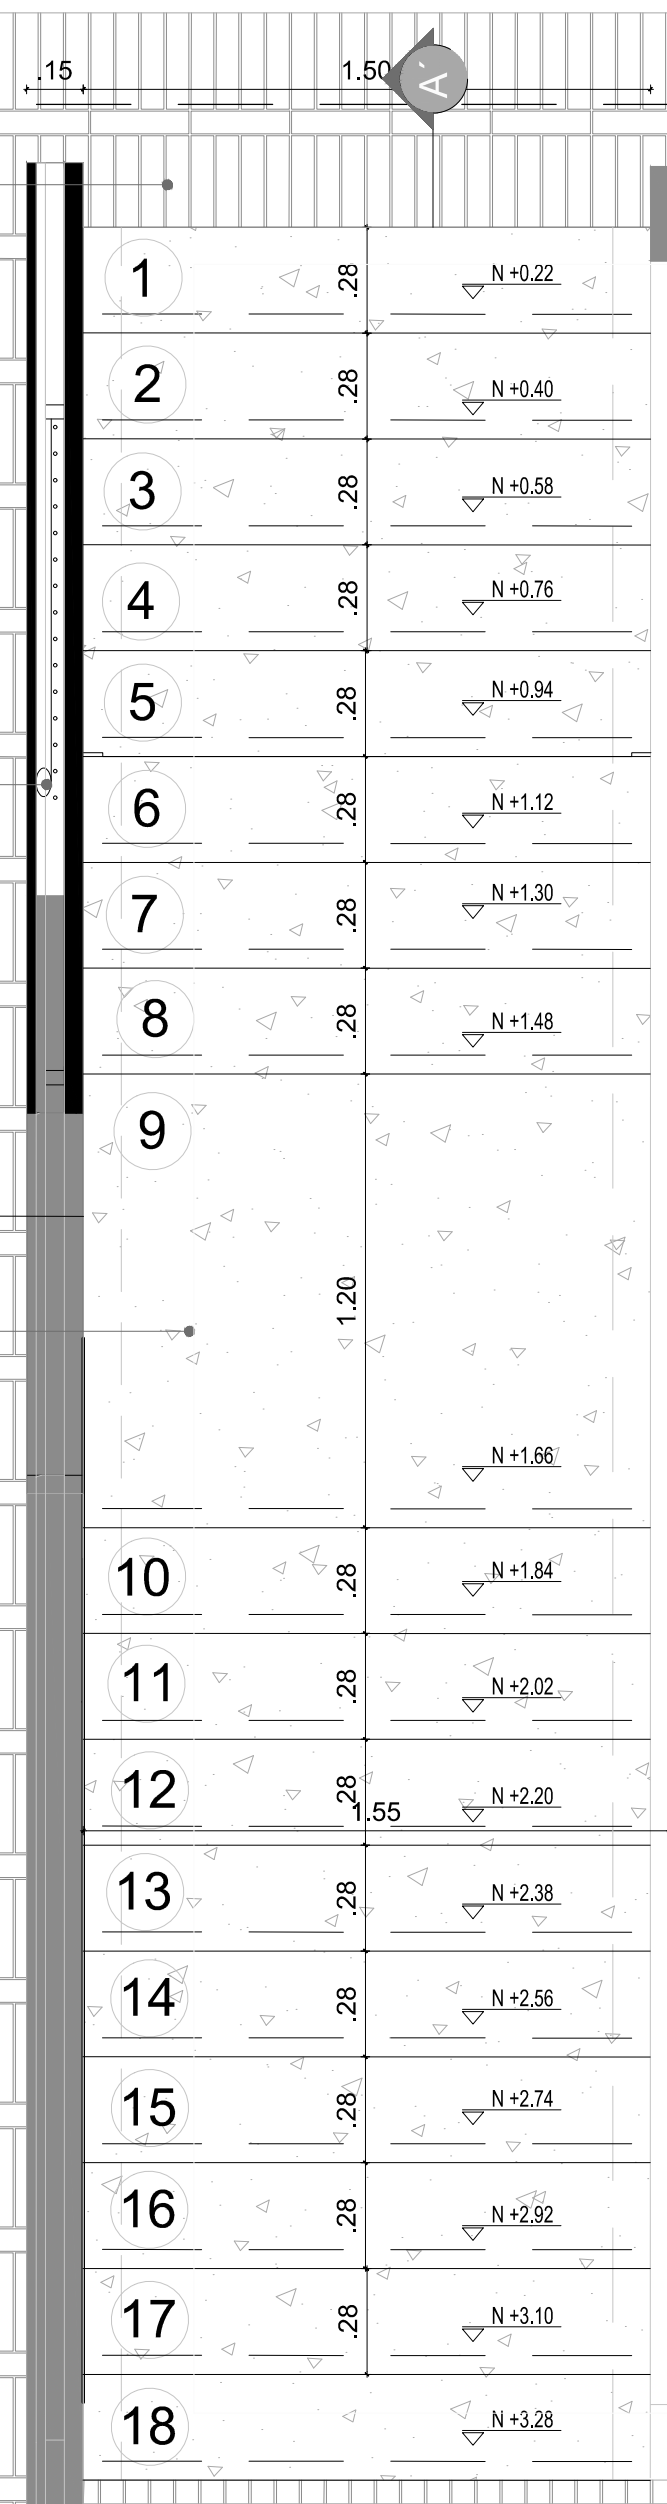 .15
1.50
A´
1
.28
N +0.22
2
.28
N +0.40
3
.28
N +0.58
4
.28
N +0.76
5
.28
N +0.94
6
.28
N +1.12
7
.28
N +1.30
8
.28
N +1.48
9
1.20
N +1.66
10
.28
N +1.84
11
.28
N +2.02
12
.28
N +2.20
1.55
13
.28
N +2.38
14
.28
N +2.56
15
.28
N +2.74
16
.28
N +2.92
17
.28
N +3.10
18
N +3.28